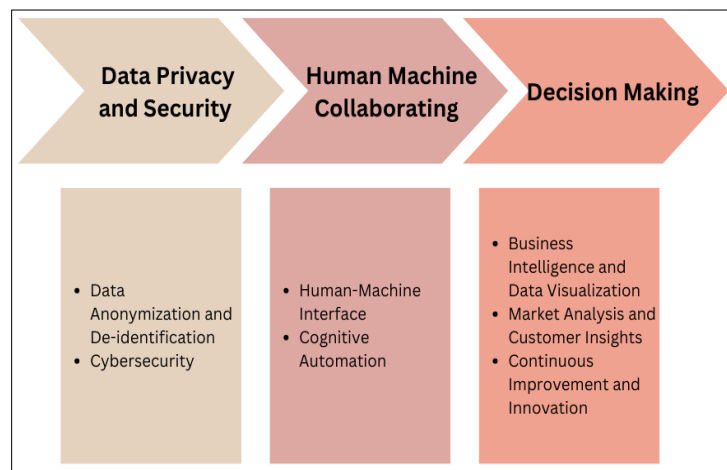 Data Privacy
and Security
Human Machine
Collaborating
Decision Making
• Data
Anonymization and
De-identification
• Cybersecurity
• Human-Machine
Interface
• Cognitive
Automation
• Business
Intelligence and
Data Visualization
• Market Analysis and
Customer Insights
• Continuous
Improvement and
Innovation